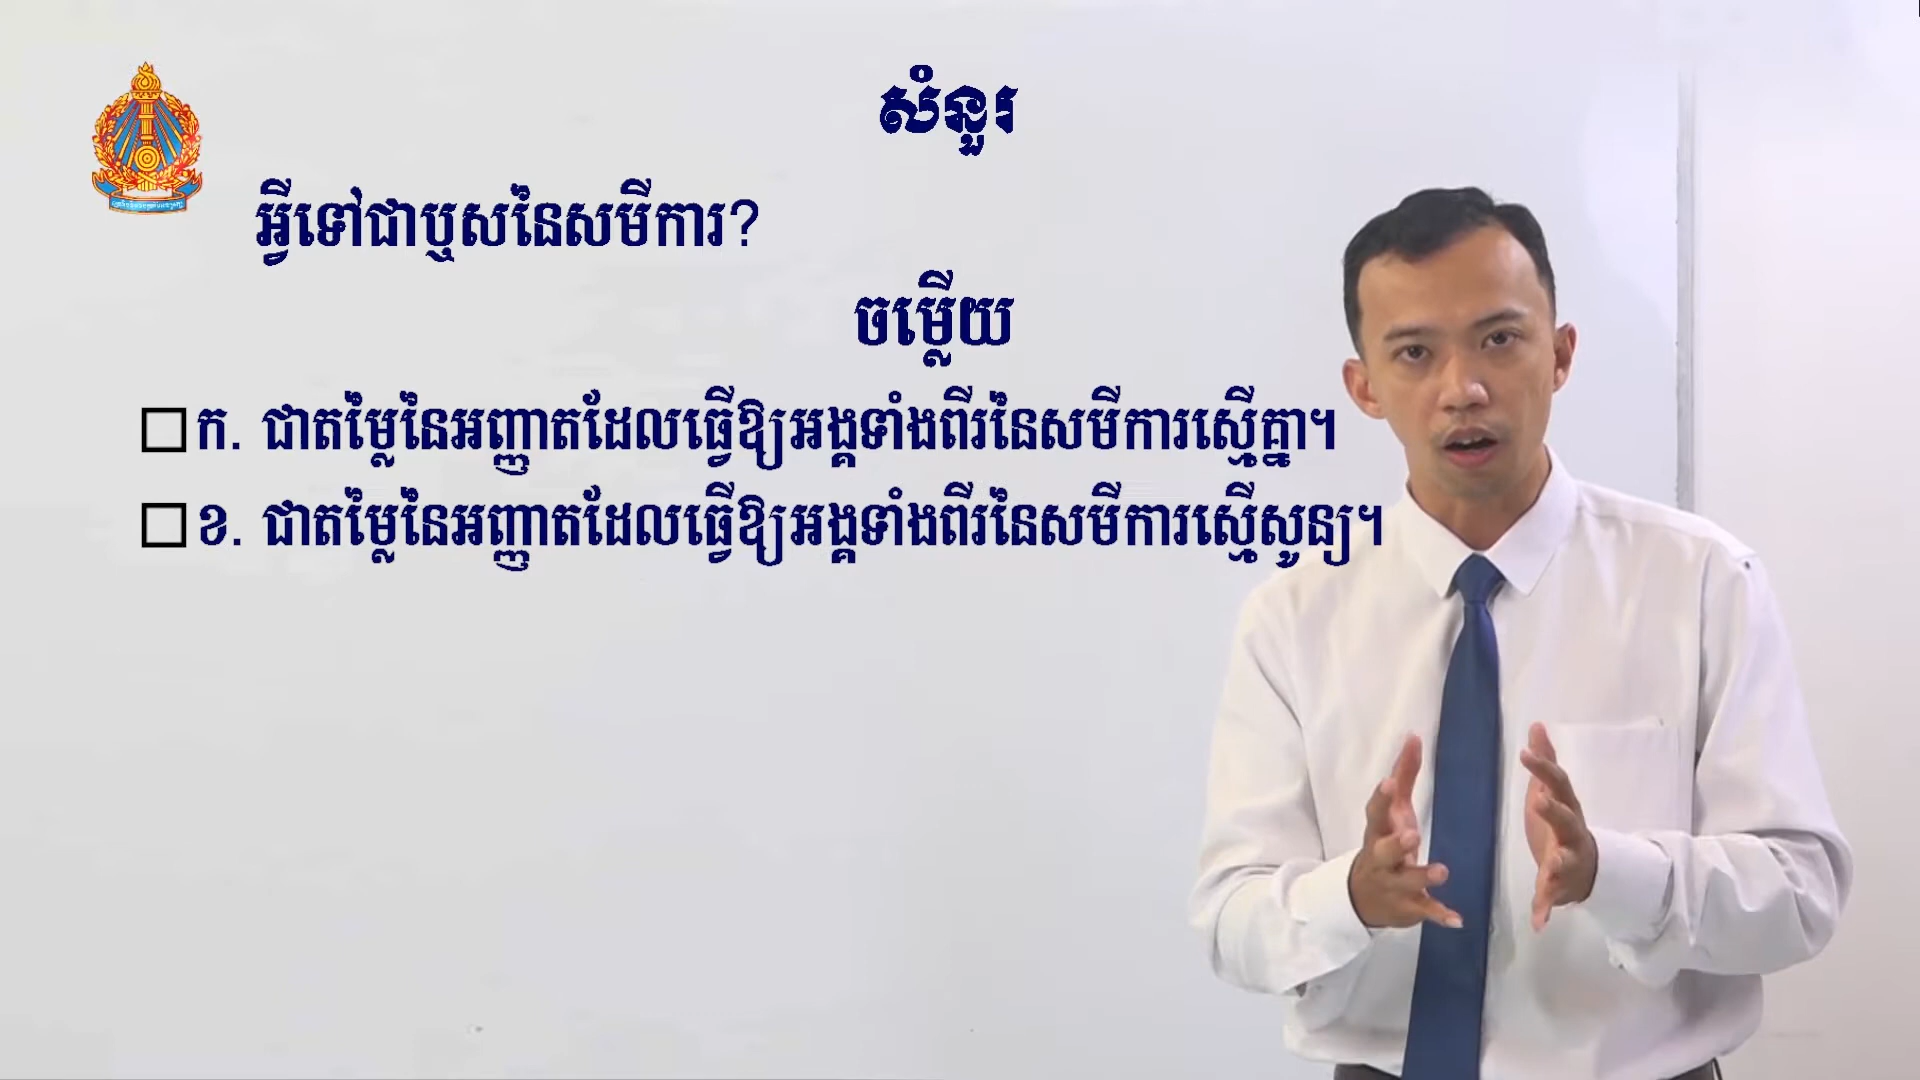 សំនួរ
អ្វីទៅជាឬសនៃសមីការ?
ចម្លើយ
ក. ជាតម្លៃនៃអញ្ញាតដែលធ្វើឱ្យអង្គទាំងពីរនៃសមីការស្មើគ្នា។
ខ. ជាតម្លៃនៃអញ្ញាតដែលធ្វើឱ្យអង្គទាំងពីរនៃសមីការស្មើសូន្យ។